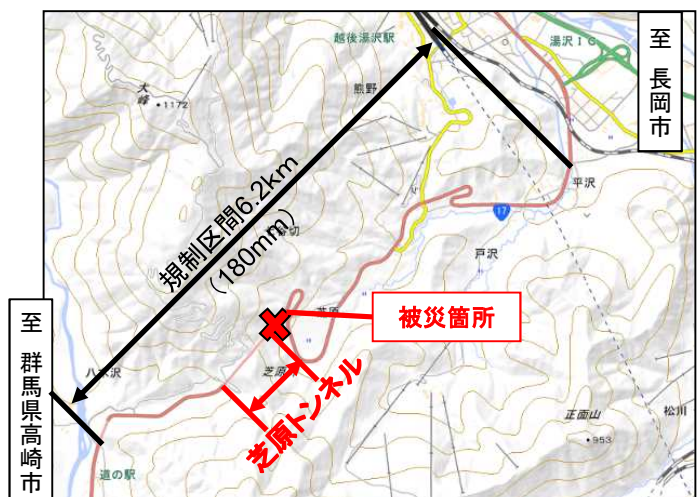 越後湯沢駅
湯沢IC
至 長岡市
熊野
大峰
・1172
平沢
規制区間6.2km
(180mm)
17
戸沢
芝原
被災箇所
至 群馬県高崎市
八木沢
芝原
芝原トンネル
正面山
・953
松川
道の駅